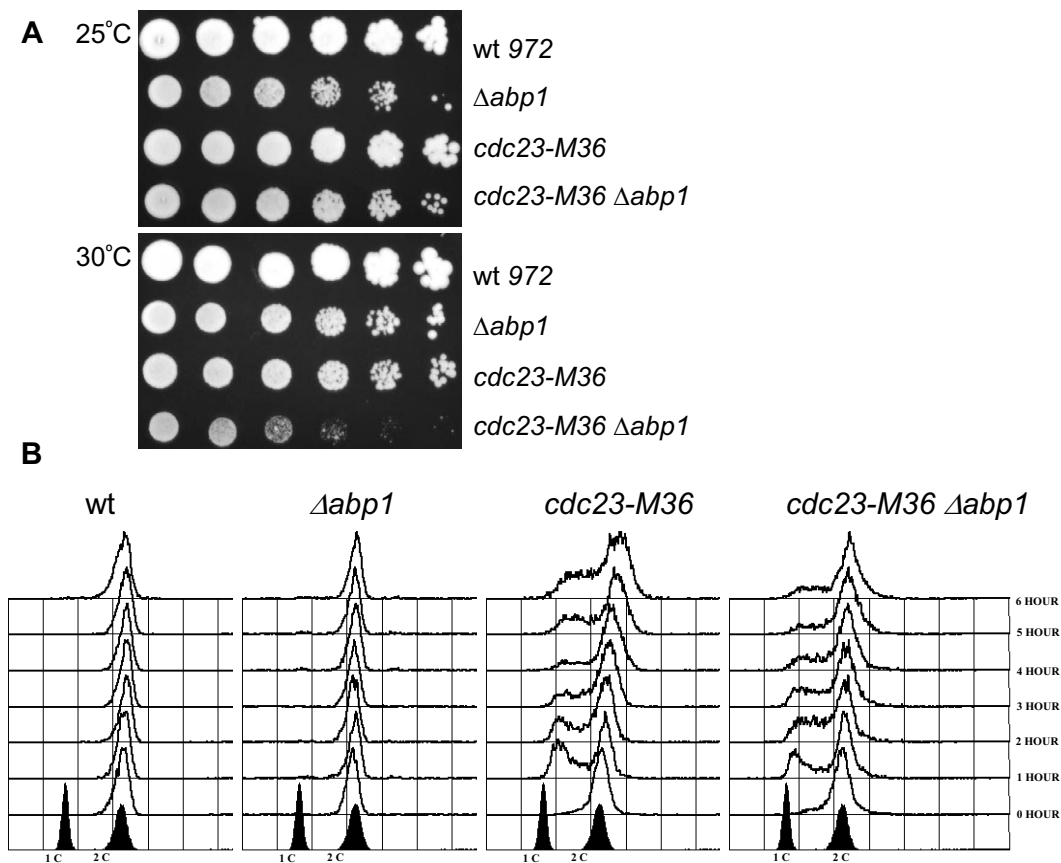 A
25°C
wt 972
Δabp1
cdc23-M36
cdc23-M36 Δabp1
30°C
wt 972
Δabp1
cdc23-M36
cdc23-M36 Δabp1
B
wt
Δabp1
cdc23-M36
cdc23-M36 Δabp1
6 HOUR
5 HOUR
4 HOUR
3 HOUR
2 HOUR
1 HOUR
0 HOUR
1 C 2 C 1 C 2 C 1 C 2 C 1 C 2 C